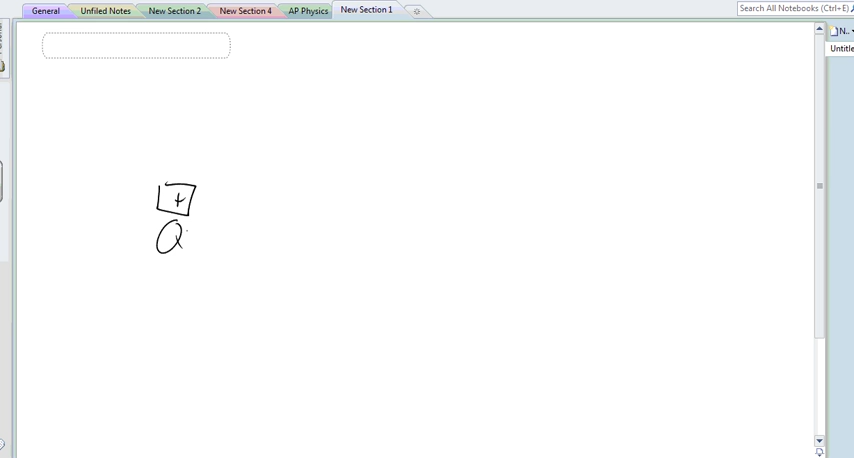 General Unfiled Notes New Section 2 New Section 4 AP Physics New Section 1
Search All Notebooks (Ctrl+E)
N..
Untitle
+
Q